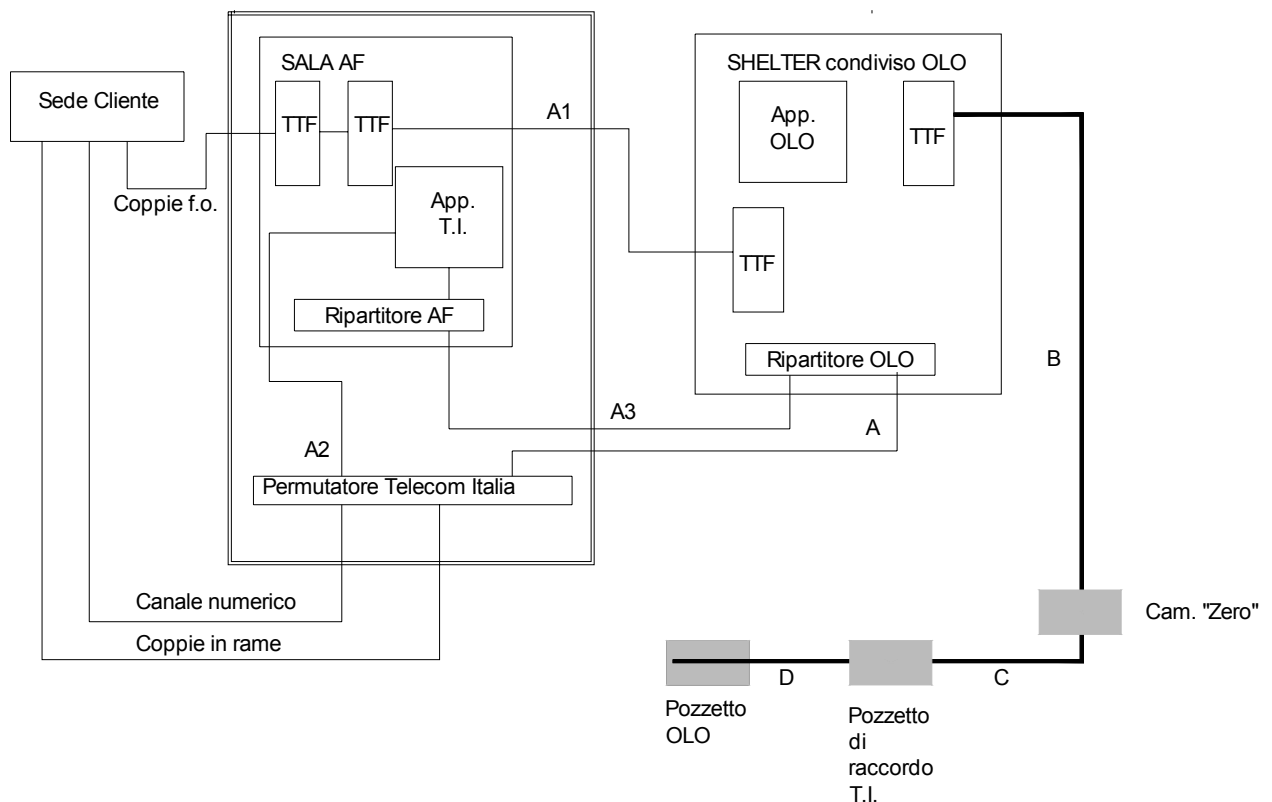 SALA AF
SHELTER condiviso OLO
Sede Cliente
TTF
TTF
A1
App.
OLO
TTF
Coppie f.o.
App.
T.I.
TTF
Ripartitore AF
Ripartitore OLO
B
A3
A
A2
Permutatore Telecom Italia
Canale numerico
Cam. "Zero"
Coppie in rame
D
C
Pozzetto
OLO
Pozzetto
di
raccordo
T.I.